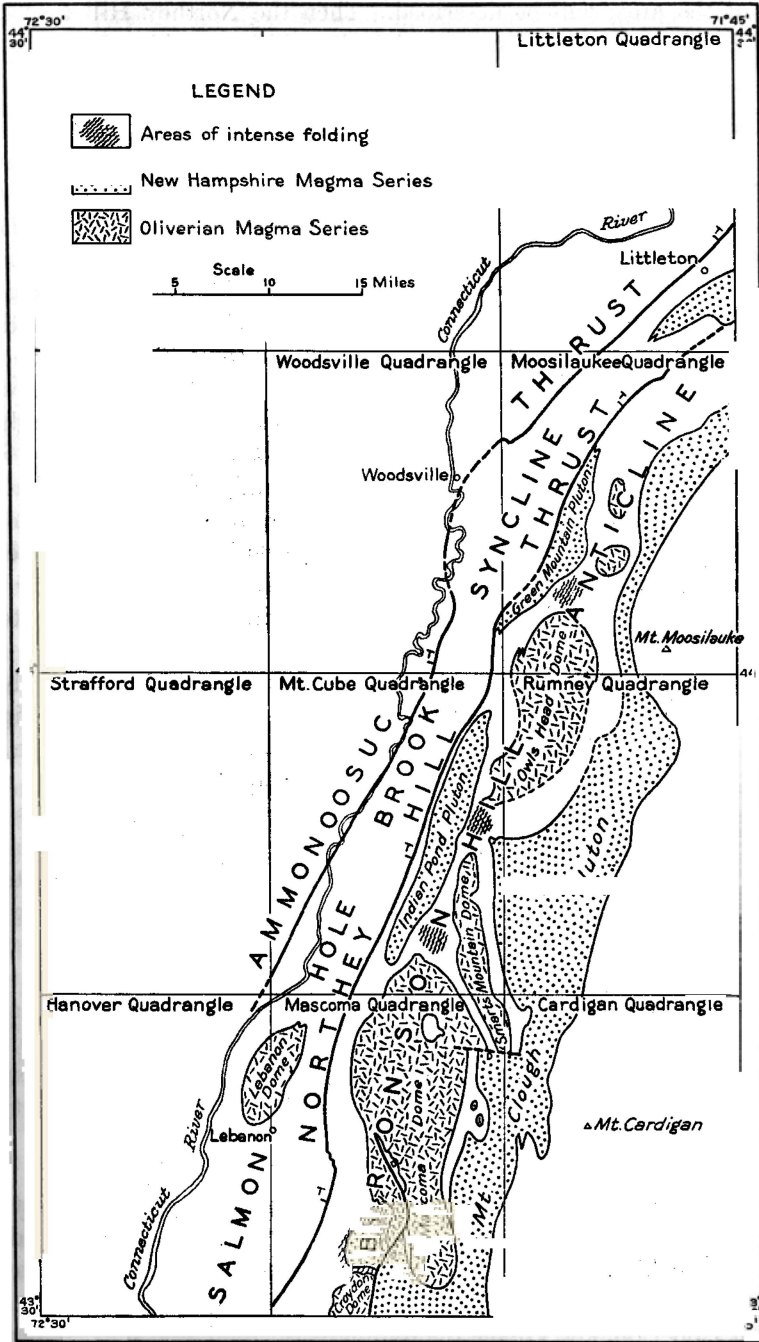 72°30'
71°45'
44°
30'
Littleton Quadrangle
LEGEND
Areas of intense folding
New Hampshire Magma Series
Oliverian Magma Series
Scale
5 10 15 Miles
River
Connecticut
Littleton
THRUST
Woodsville Quadrangle
Moosilauke Quadrangle
Woodsville
SYNCLINE
THRUST
ANTICLINE
Green Mountain Pluton
Mt. Moosilauke
Strafford Quadrangle
Mt. Cube Quadrangle
Rumney Quadrangle
Owls Head Dome
AMMONOOSUC
BROOK
HILL
HILL
Indian Pond Pluton
Smarts Mountain Dome
HOLE
NORTHEY
Hanover Quadrangle
Mascoma Quadrangle
Cardigan Quadrangle
Lebanon Dome
Lebanon
Dome
Mt Clough
Mt. Cardigan
River
Connecticut
SALMON
BRONSON
Croydon Dome
43°
30'
72°30'